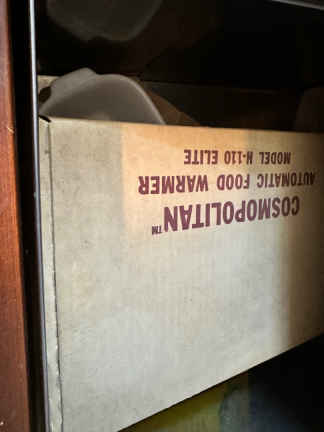 COSMOPOLITAN™
AUTOMATIC FOOD WARMER
MODEL H-110 ELITE